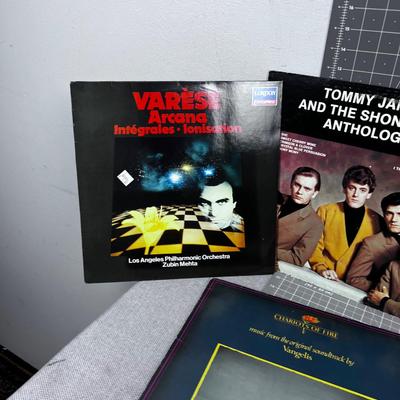 LONDON
VARÈSE
Arcana
Intégrales · Ionisation
Los Angeles Philharmonic Orchestra
Zubin Mehta
TOMMY JA
AND THE SHON
ANTHOLOG
CHARIOTS OF FIRE
music from the original soundtrack by
Vangelis